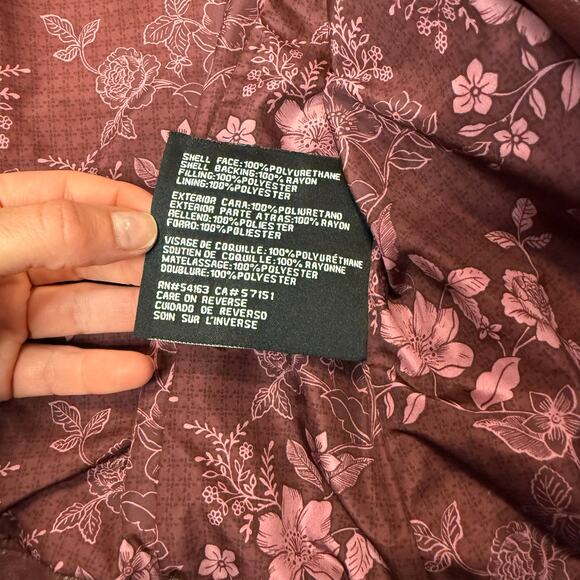 SHELL FACE:100%POLYURETHANE
SHELL BACKING:100% RAYON
FILLING:100%POLYESTER
LINING:100%POLYESTER
EXTERIOR CARA:100%POLIURETANO
EXTERIOR PARTE ATRAS:100%RAYON
RELLENO:100%POLIESTER
FORRO:100%POLIESTER
VISAGE DE COQUILLE:100%POLYURÉTHANE
SOUTIEN DE COQUILLE:100%RAYONNE
MATELASSAGE:100%POLYESTER
DOUBLURE:100%POLYESTER
RN#54163 CA#57151
CARE ON REVERSE
CUIDADO DE REVERSO
SOIN SUR L'INVERSE